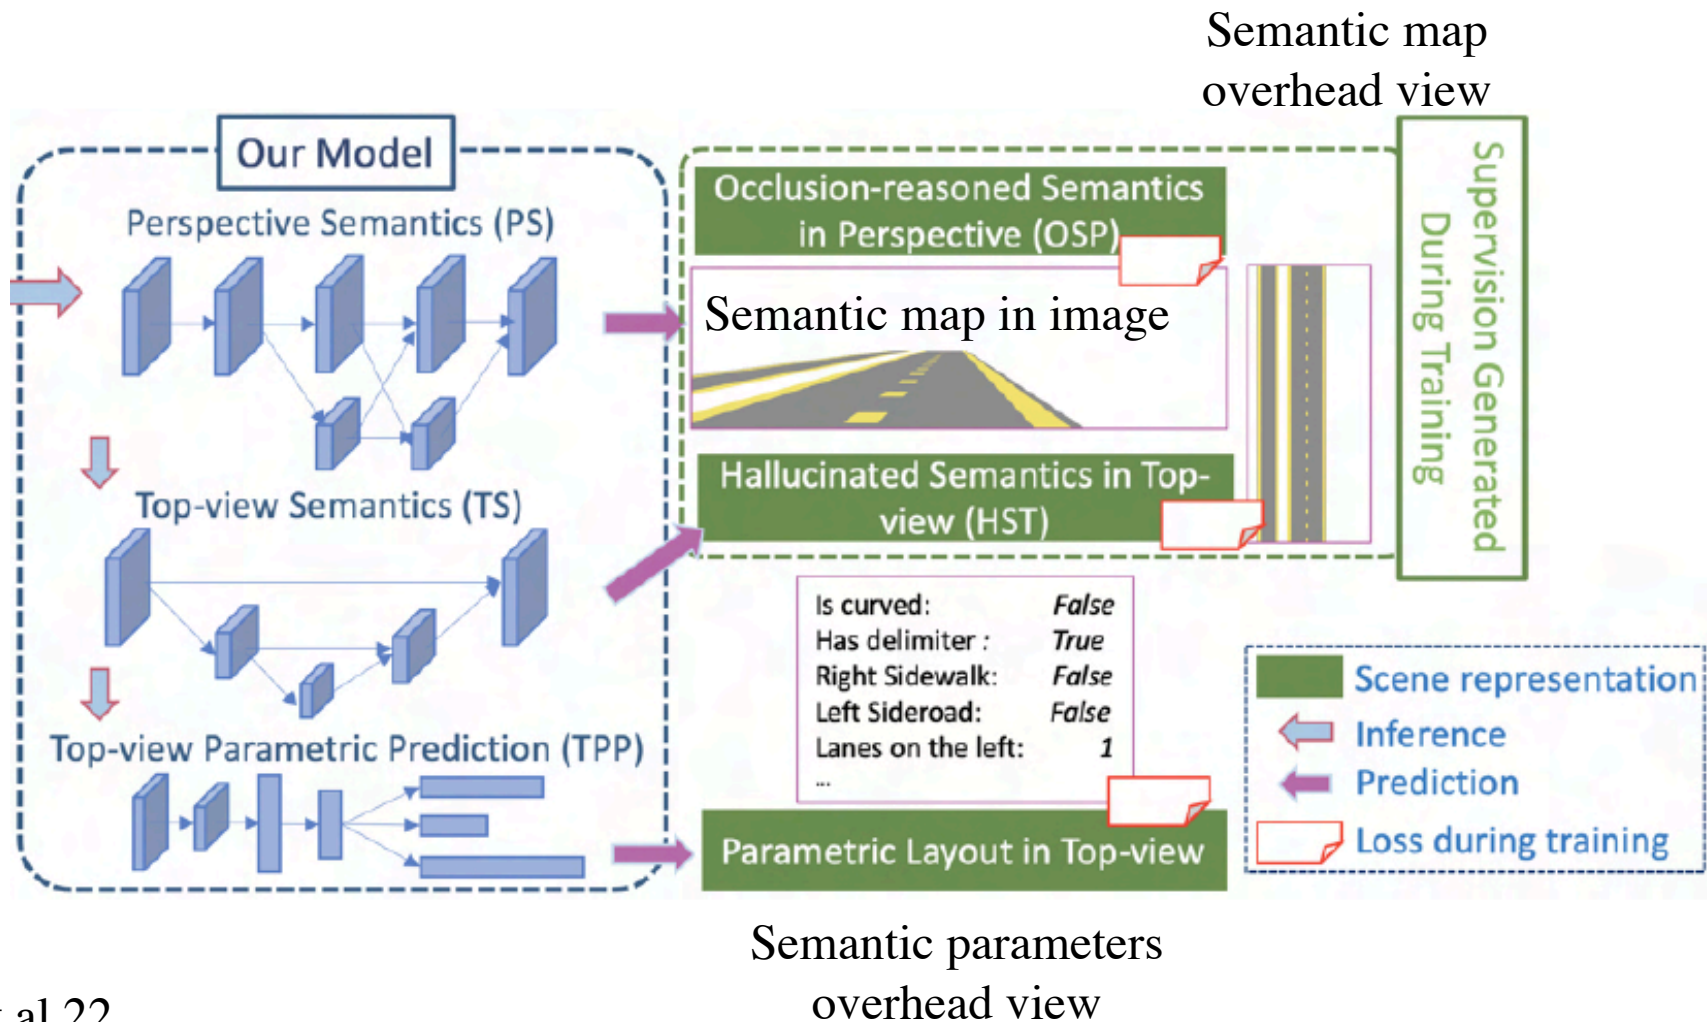 Semantic map
overhead view
Our Model
Perspective Semantics (PS)
Top-view Semantics (TS)
Top-view Parametric Prediction (TPP)
Occlusion-reasoned Semantics
in Perspective (OSP)
Semantic map in image
Hallucinated Semantics in Top-
view (HST)
Supervision Generated
During Training
Is curved: False
Has delimiter : True
Right Sidewalk: False
Left Sideroad: False
Lanes on the left: 1
...
Parametric Layout in Top-view
Scene representation
Inference
Prediction
Loss during training
Semantic parameters
overhead view
al 22